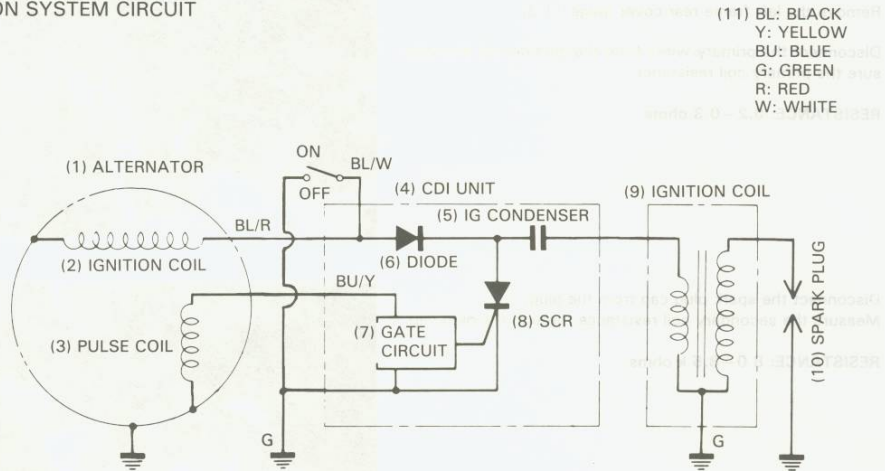 ON SYSTEM CIRCUIT
(11) BL: BLACK
Y: YELLOW
BU: BLUE
G: GREEN
R: RED
W: WHITE
ON
BL/W
OFF
(1) ALTERNATOR
(4) CDI UNIT
(9) IGNITION COIL
(5) IG CONDENSER
BL/R
(2) IGNITION COIL
(6) DIODE
BU/Y
(3) PULSE COIL
(7) GATE
CIRCUIT
(8) SCR
(10) SPARK PLUG
G
G